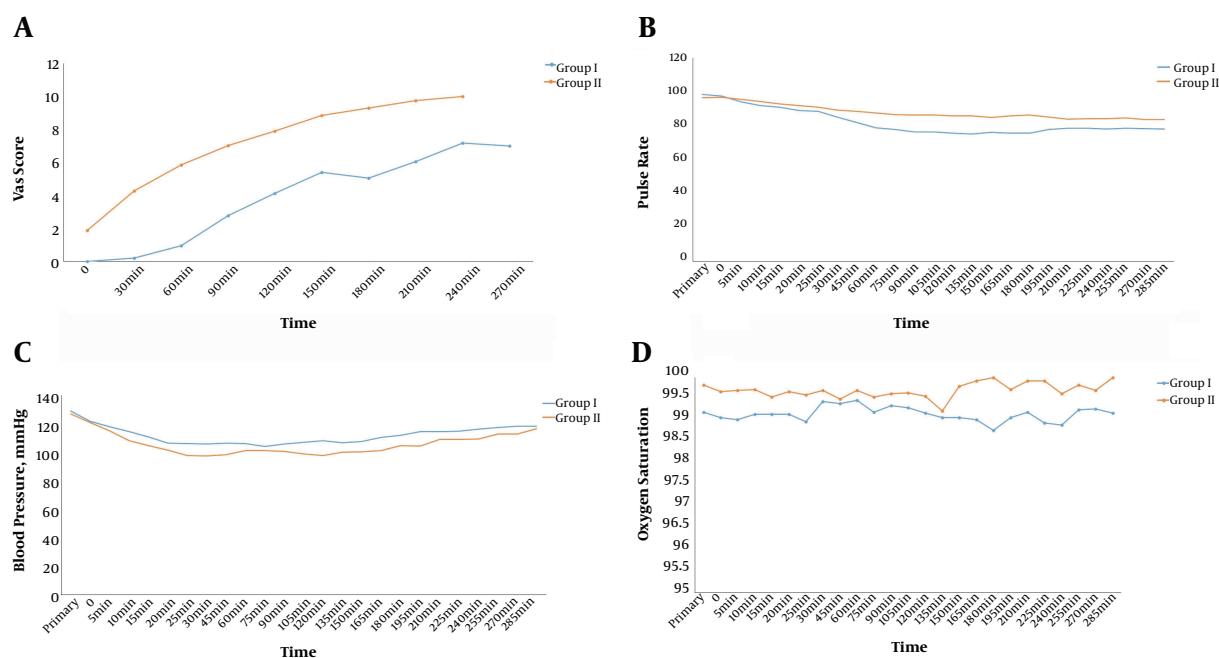 A
12
10
8
6
4
2
0
Vas Score
Group I
Group II
0
30min
60min
90min
120min
150min
180min
210min
240min
270min
Time
B
120
100
80
60
40
20
0
Pulse Rate
Group I
Group II
Primary
0
5min
10min
15min
20min
25min
30min
45min
60min
75min
90min
105min
120min
135min
150min
165min
180min
195min
210min
225min
240min
255min
270min
285min
Time
C
140
120
100
80
60
40
20
0
Blood Pressure, mmHg
Group I
Group II
Primary
0
5min
10min
15min
20min
25min
30min
45min
60min
75min
90min
105min
120min
135min
150min
165min
180min
195min
210min
225min
240min
255min
270min
285min
Time
D
100
99.5
99
98.5
98
97.5
97
96.5
96
95.5
95
Oxygen Saturation
Group I
Group II
Primary
0
5min
10min
15min
20min
25min
30min
45min
60min
75min
90min
105min
120min
135min
150min
165min
180min
195min
210min
225min
240min
255min
270min
285min
Time